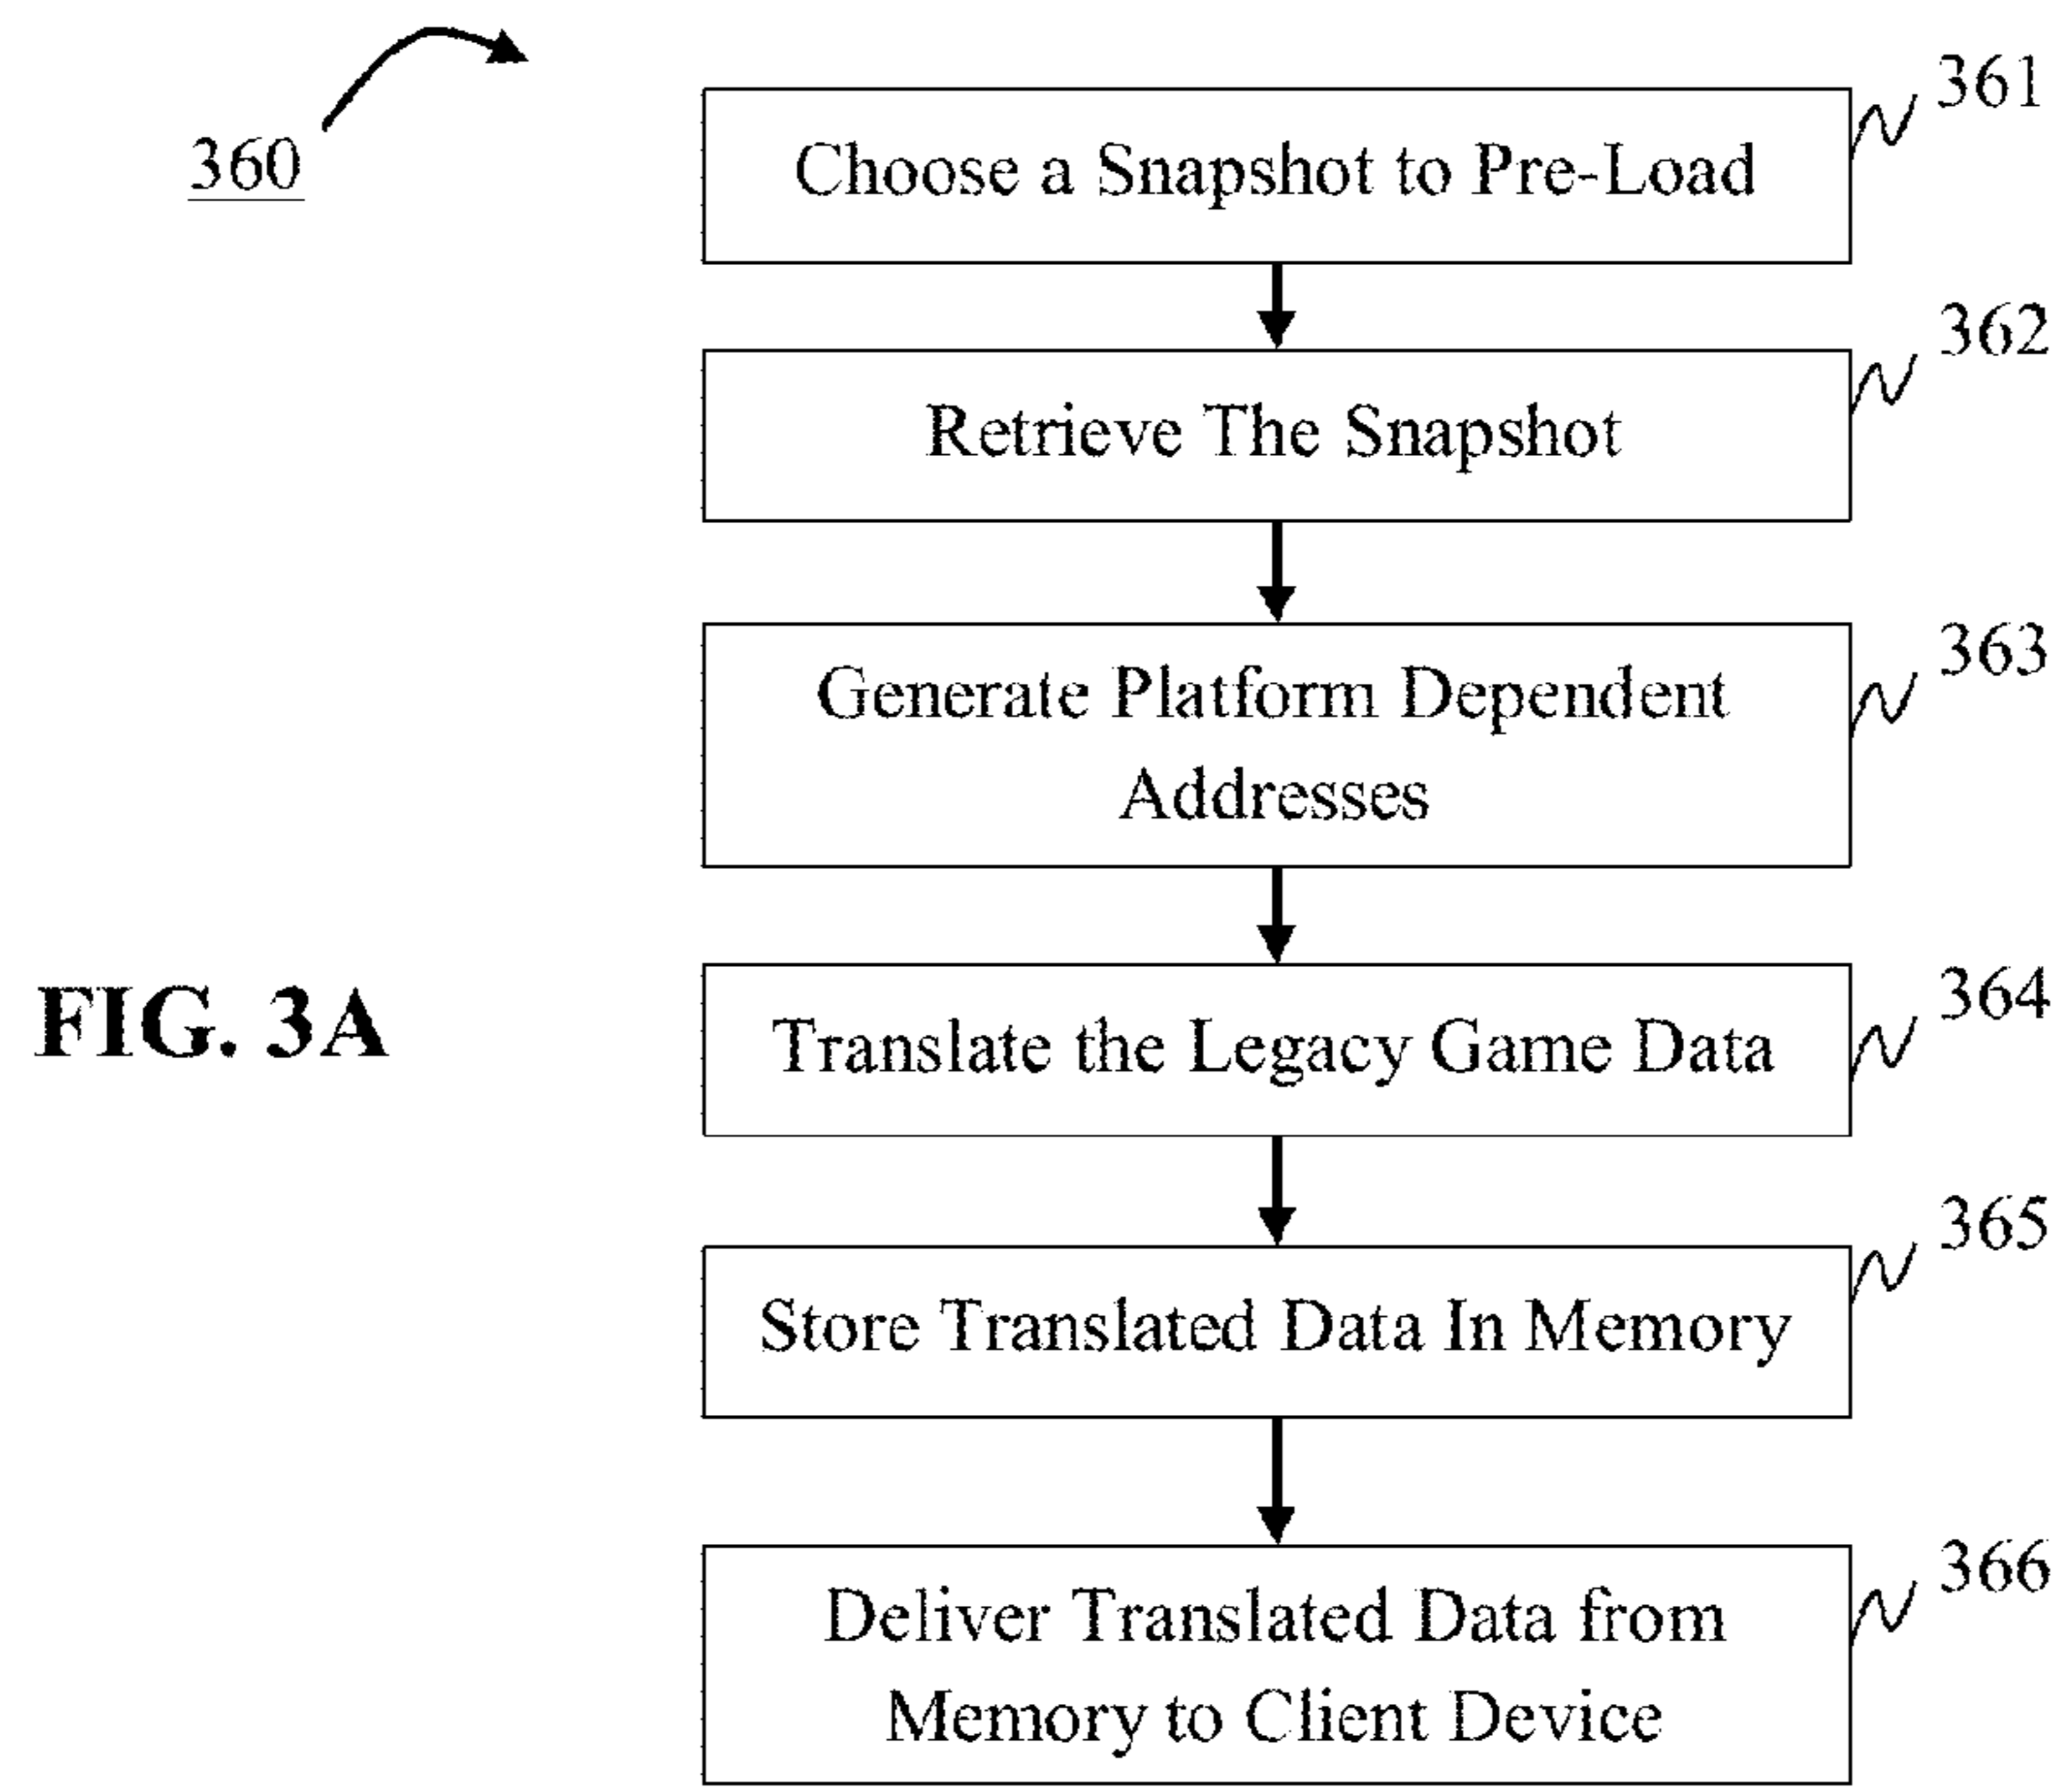 360
361
Choose a Snapshot to Pre-Load
362
Retrieve The Snapshot
363
Generate Platform Dependent
Addresses
FIG. 3A
364
Translate the Legacy Game Data
365
Store Translated Data In Memory
366
Deliver Translated Data from
Memory to Client Device